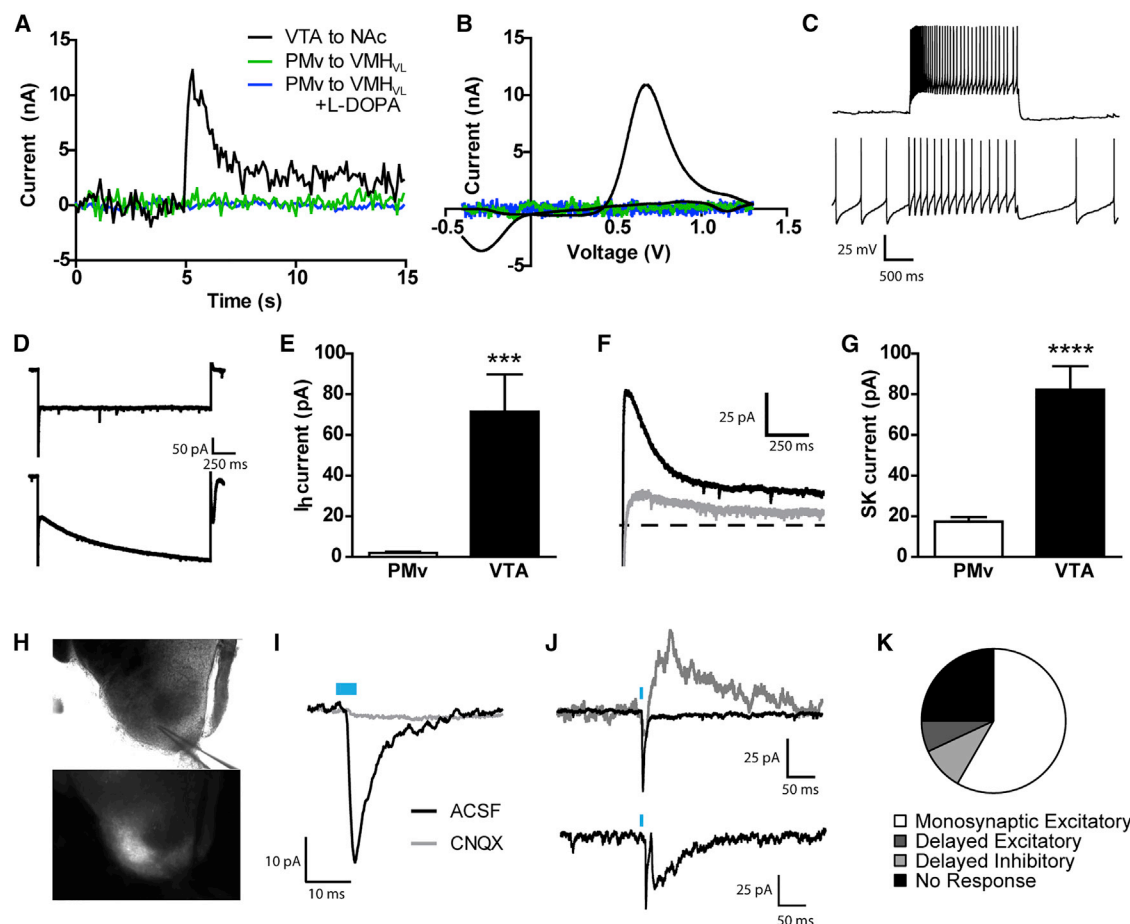 A
15
10
5
0
-5
Current (nA)
0
5
10
15
Time (s)
VTA to NAc
PMv to VMHVL
PMv to VMHVL
+L-DOPA
B
15
10
5
-5
Current (nA)
-0.5
0.5
1.0
1.5
Voltage (V)
C
25 mV
500 ms
D
50 pA
250 ms
E
100
80
60
40
20
0
Ih current (pA)
***
PMv
VTA
F
25 pA
250 ms
G
100
80
60
40
20
0
SK current (pA)
****
PMv
VTA
H
I
ACSF
CNQX
10 pA
10 ms
J
25 pA
50 ms
25 pA
50 ms
K
Monosynaptic Excitatory
Delayed Excitatory
Delayed Inhibitory
No Response